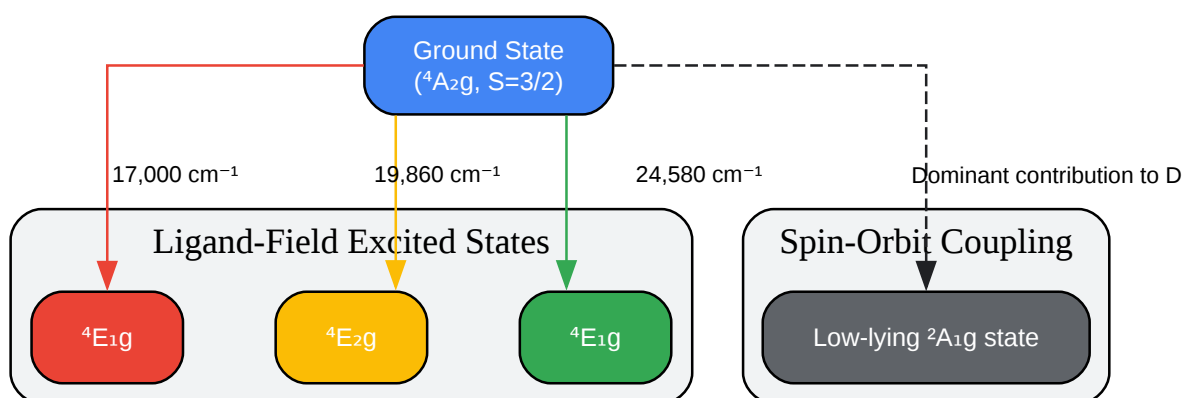 Ground State
(⁴A₂g, S=3/2)
17,000 cm⁻¹
19,860 cm⁻¹
24,580 cm⁻¹
Dominant contribution to D
Ligand-Field Excited States
Spin-Orbit Coupling
⁴E₁g
⁴E₂g
⁴E₁g
Low-lying ²A₁g state